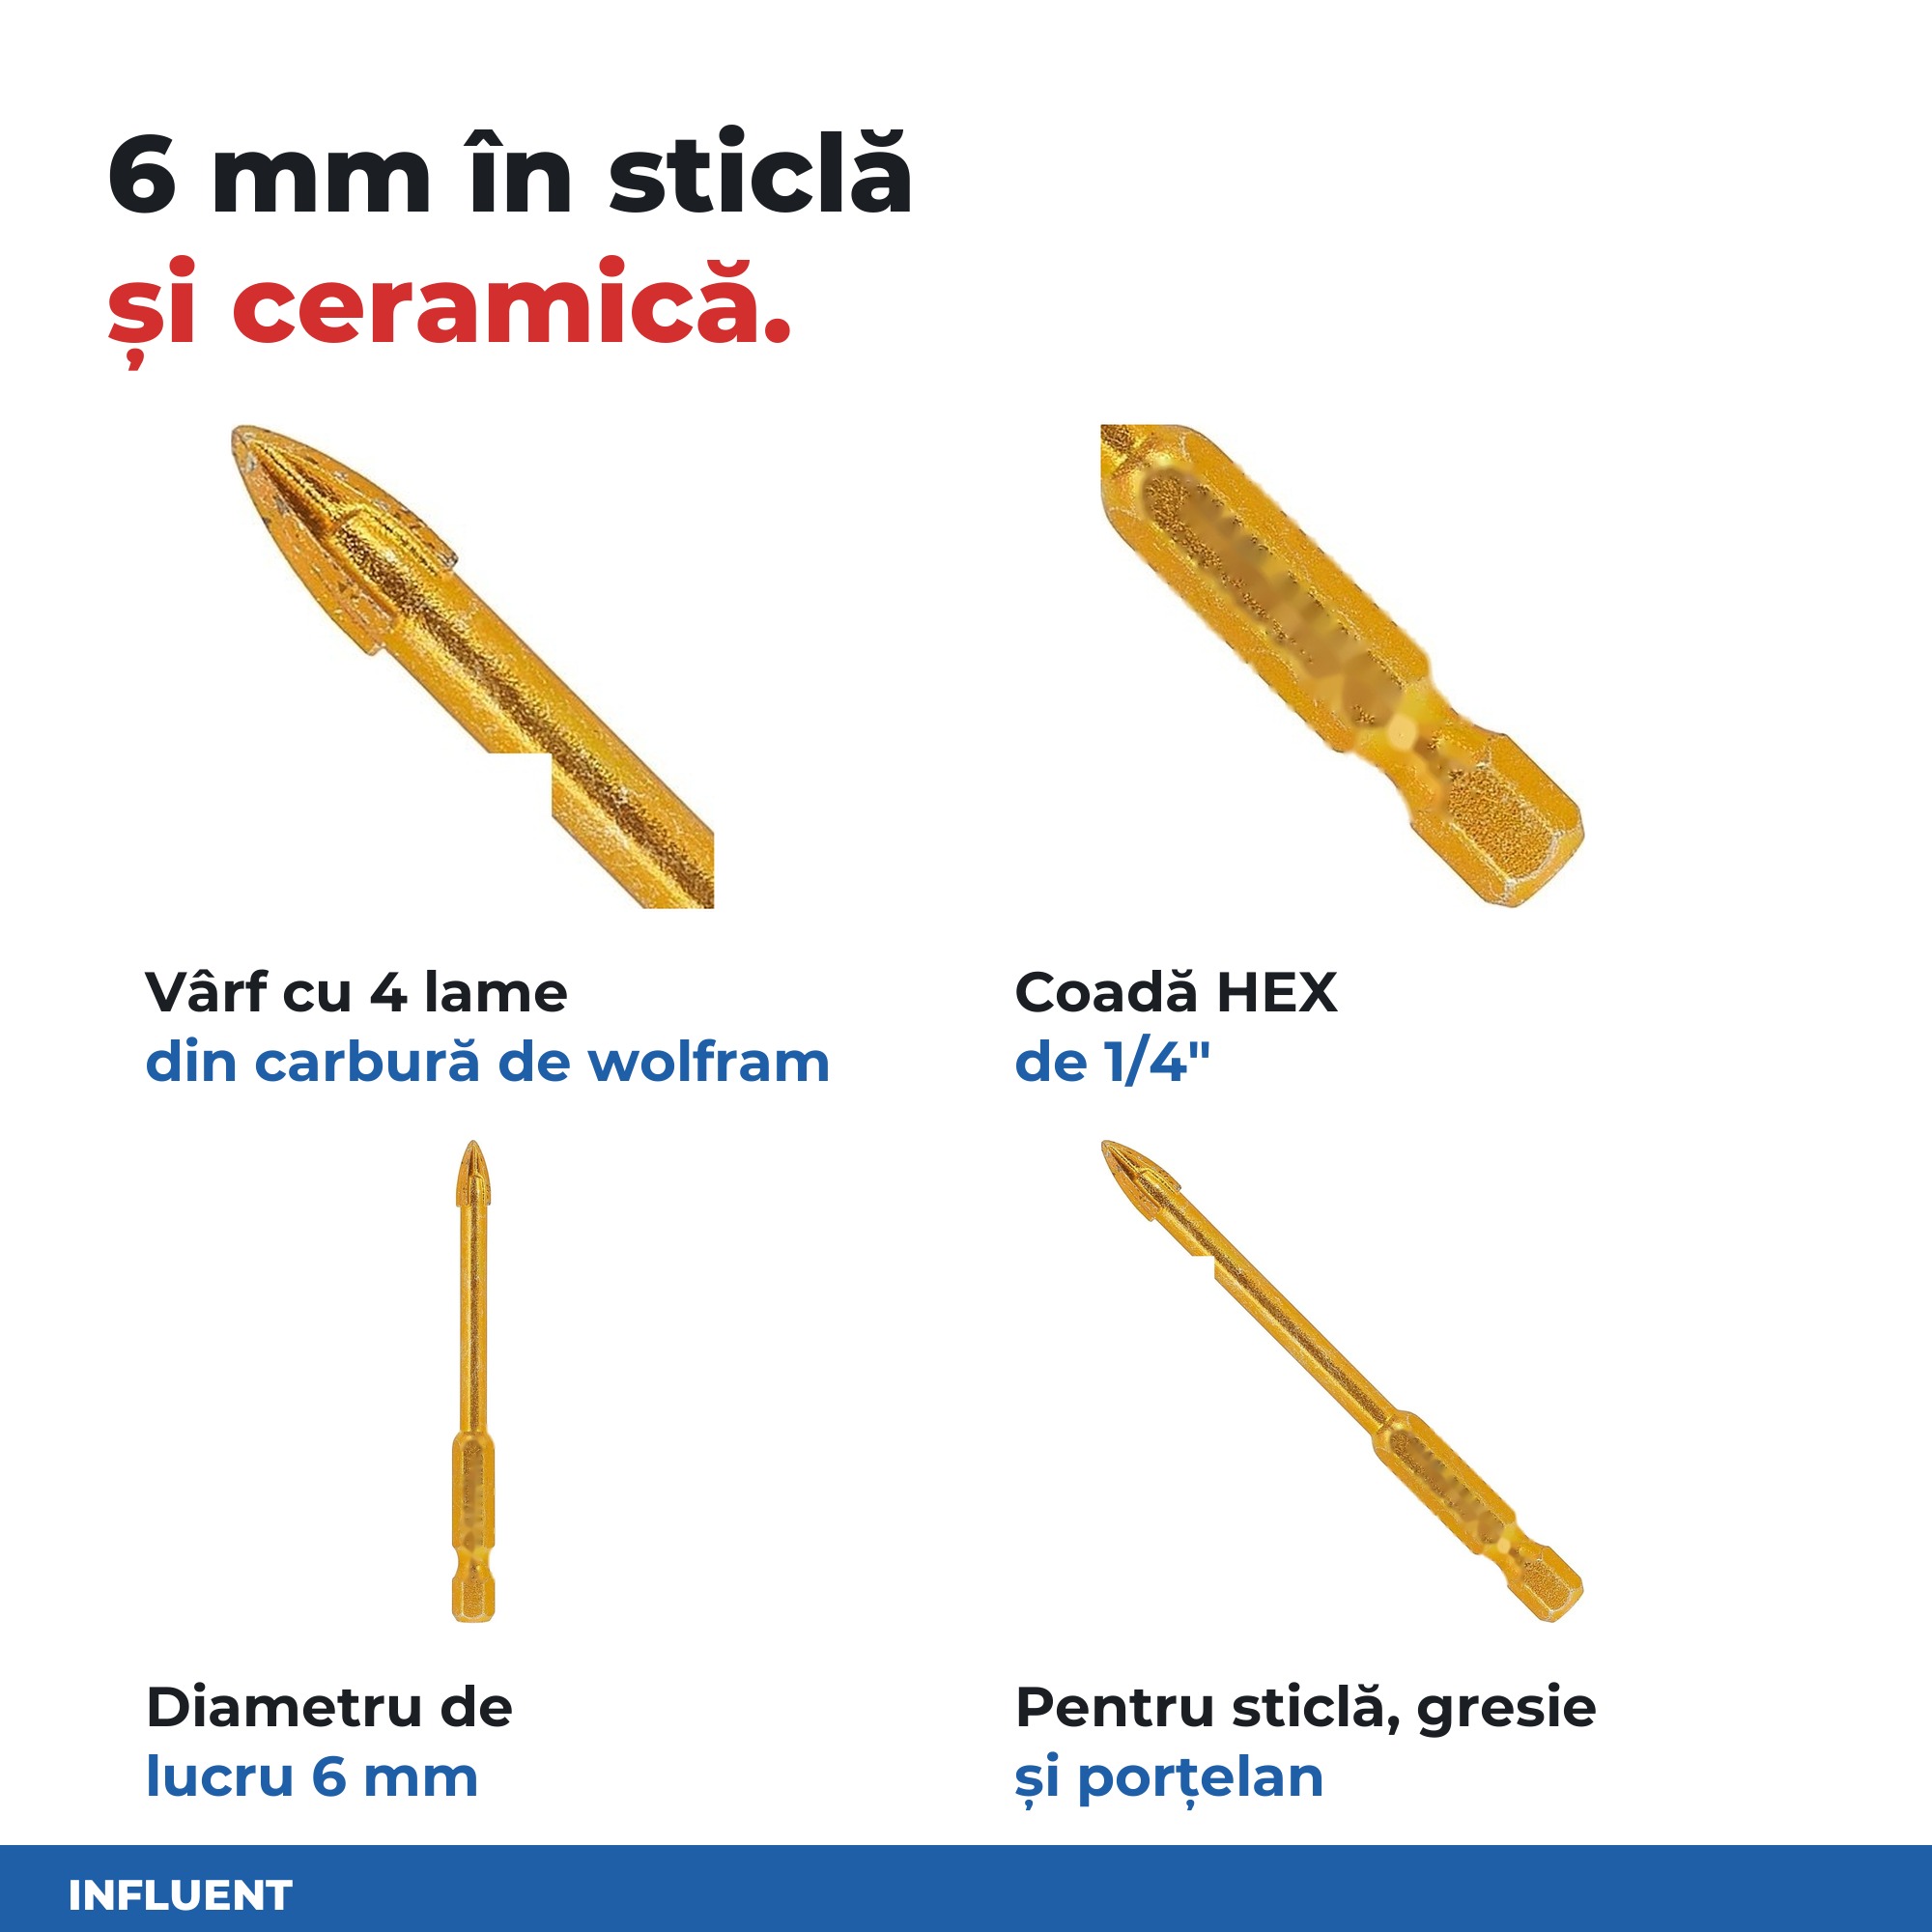 6 mm în sticlă
și ceramică.
Vârf cu 4 lame
din carbură de wolfram
Coadă HEX
de 1/4"
Diametru de
lucru 6 mm
Pentru sticlă, gresie
și porțelan
INFLUENT